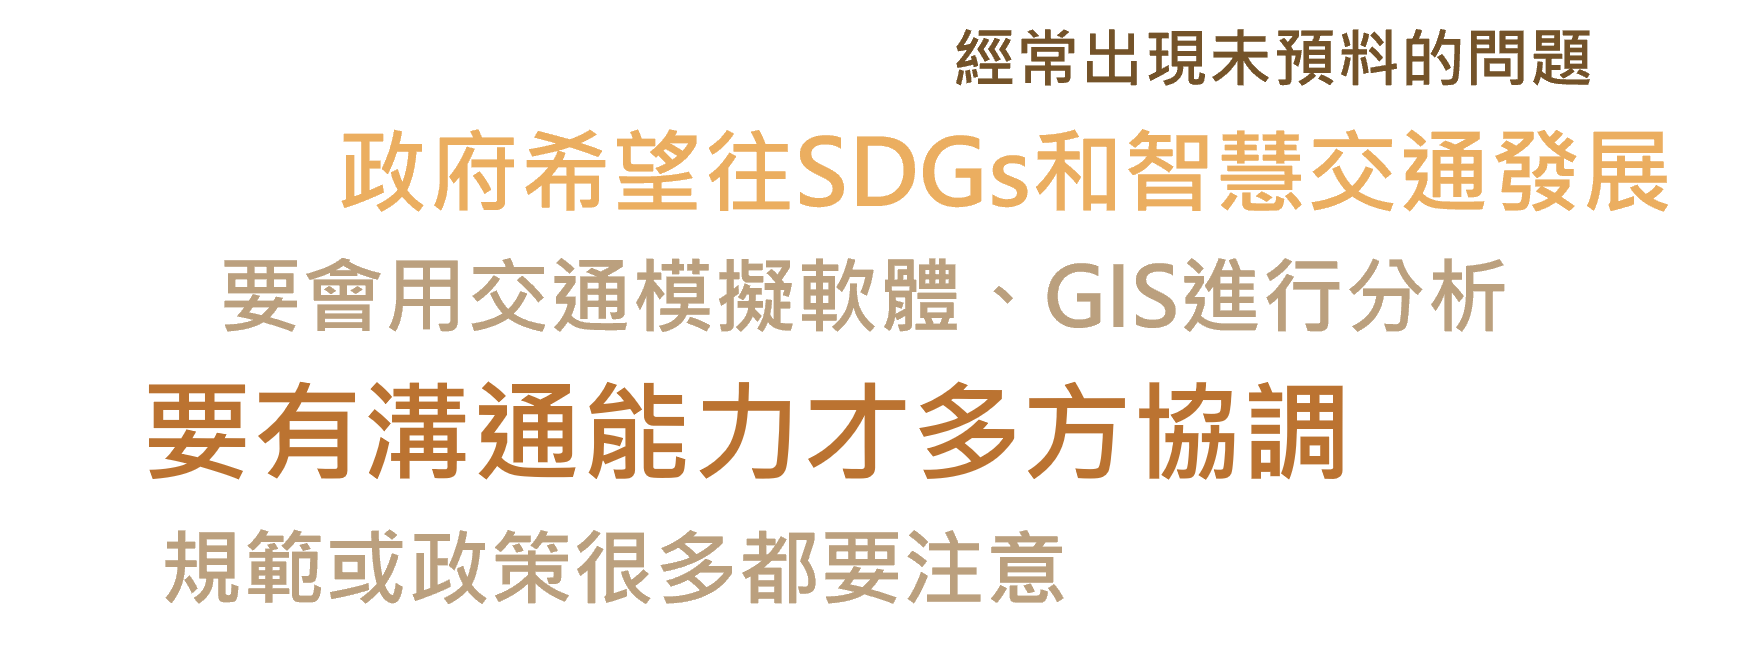 經常出現未預料的問題
政府希望往SDGs和智慧交通發展
要會用交通模擬軟體、GIS進行分析
要有溝通能力才多方協調
規範或政策很多都要注意